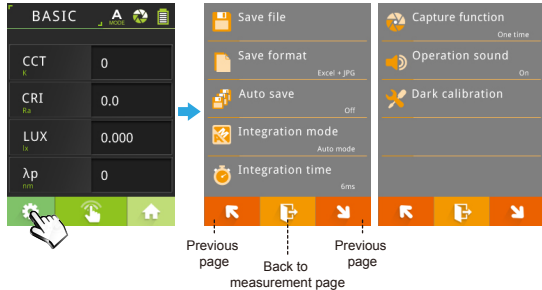 BASIC
A
MODE
CCT
K
0
CRI
Ra
0.0
LUX
lx
0.000
λp
nm
0
Save file
Save format
Excel + JPG
Auto save
Off
Integration mode
Auto mode
Integration time
6ms
Capture function
One time
Operation sound
On
Dark calibration
Previous
page
Back to
measurement page
Previous
page